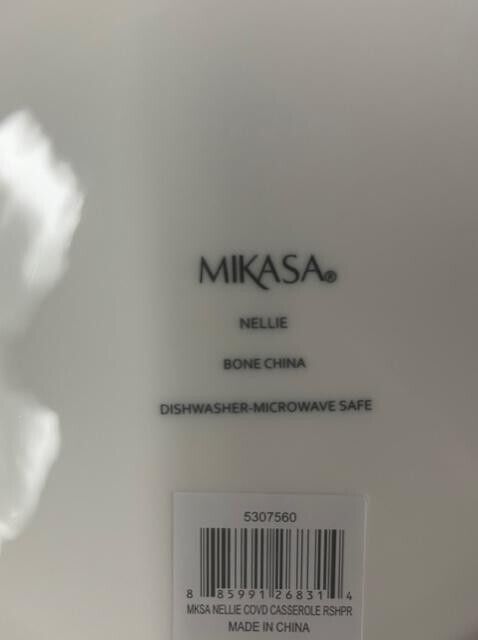 MIKASA®
NELLIE
BONE CHINA
DISHWASHER-MICROWAVE SAFE
5307560
8 85991 26831 4
MKSA NELLIE COVD CASSEROLE RSHPR
MADE IN CHINA